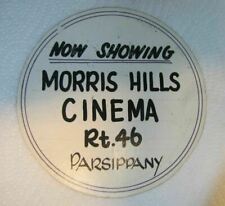 NOW SHOWING
MORRIS HILLS
CINEMA
Rt. 46
PARSIPPANY